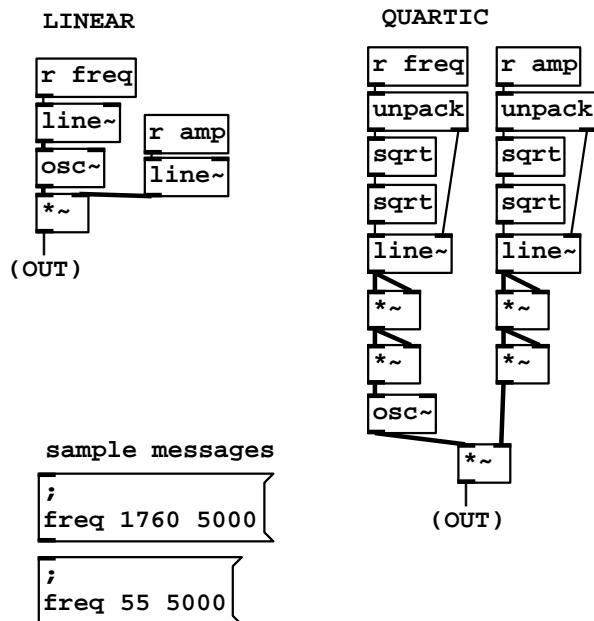 LINEAR
r freq
line~
r amp
osc~
line~
*~
(OUT)
QUARTIC
r freq
r amp
unpack
unpack
sqrt
sqrt
sqrt
sqrt
line~
line~
*~
*~
*~
*~
osc~
*~
(OUT)
sample messages
;
freq 1760 5000
;
freq 55 5000